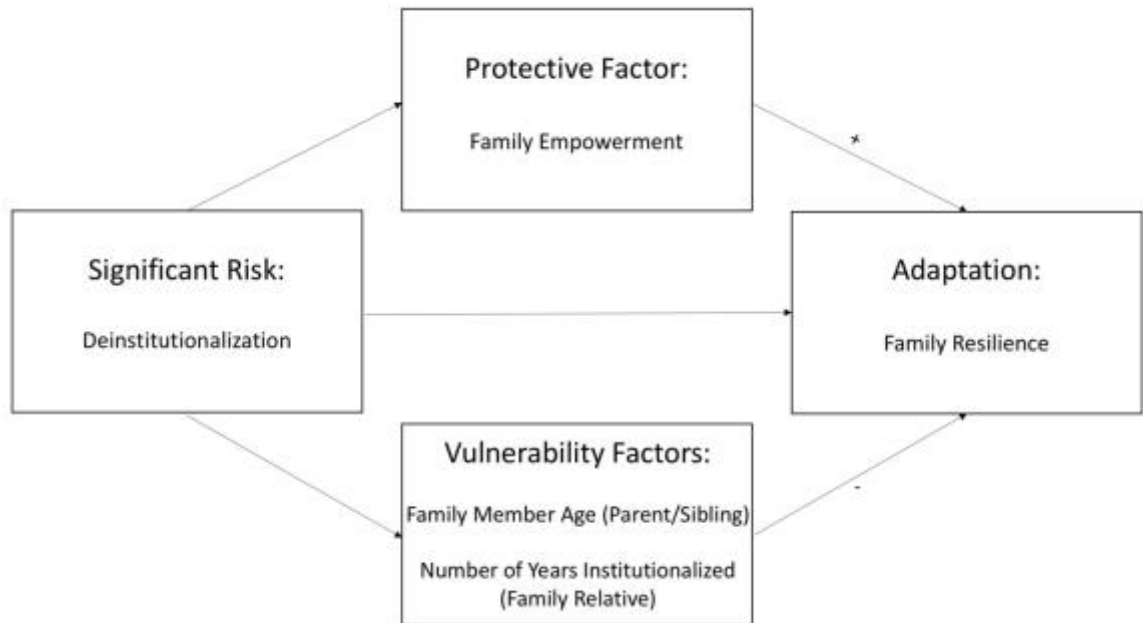 Protective Factor:
Family Empowerment
+
Significant Risk:
Deinstitutionalization
Adaptation:
Family Resilience
Vulnerability Factors:
Family Member Age (Parent/Sibling)
Number of Years Institutionalized
(Family Relative)
-